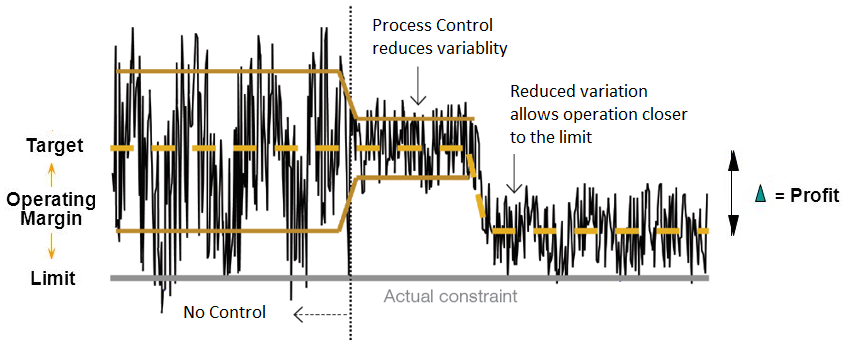 Process Control
reduces variablity
Reduced variation
allows operation closer
to the limit
Target
Operating
Margin
Limit
= Profit
Actual constraint
No Control